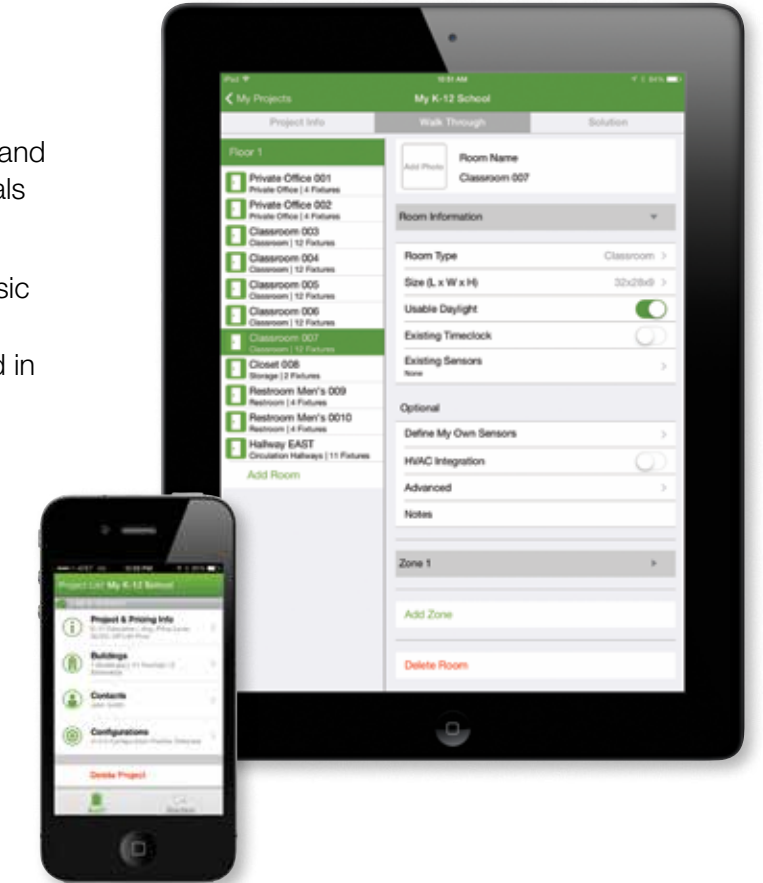 and
als
sic
d in
iPad
10:51 AM
My Projects
My K-12 School
Project Info
Walk Through
Solution
Floor 1
Private Office 001
Private Office | 4 Fixtures
Private Office 002
Private Office | 4 Fixtures
Classroom 003
Classroom | 12 Fixtures
Classroom 004
Classroom | 12 Fixtures
Classroom 005
Classroom | 12 Fixtures
Classroom 006
Classroom | 12 Fixtures
Classroom 007
Classroom | 12 Fixtures
Closet 008
Storage | 2 Fixtures
Restroom Men's 009
Restroom | 4 Fixtures
Restroom Men's 0010
Restroom | 4 Fixtures
Hallway EAST
Circulation Hallways | 11 Fixtures
Add Room
Add Photo
Room Name
Classroom 007
Room Information
Room Type
Classroom
Size (L x W x H)
32x28x9
Usable Daylight
Existing Timeclock
Existing Sensors
None
Optional
Define My Own Sensors
HVAC Integration
Advanced
Notes
Zone 1
Add Zone
Delete Room
Project List My K-12 School
Project & Pricing Info
Buildings
Contacts
Configurations
Delete Project